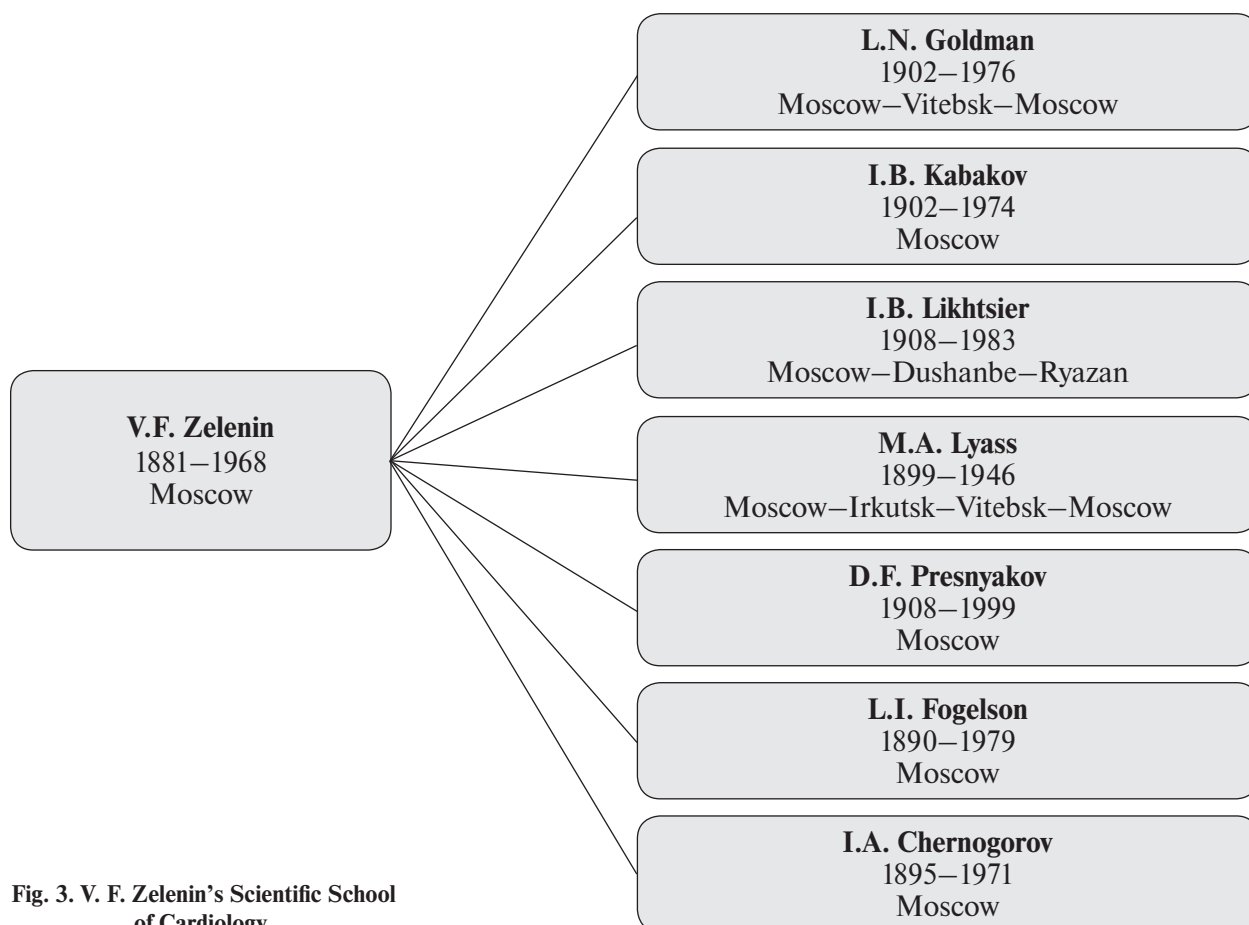 L.N. Goldman
1902–1976
Moscow–Vitebsk–Moscow
I.B. Kabakov
1902–1974
Moscow
I.B. Likhtsier
1908–1983
Moscow–Dushanbe–Ryazan
V.F. Zelenin
1881–1968
Moscow
M.A. Lyass
1899–1946
Moscow–Irkutsk–Vitebsk–Moscow
D.F. Presnyakov
1908–1999
Moscow
L.I. Fogelson
1890–1979
Moscow
I.A. Chernogorov
1895–1971
Moscow
Fig. 3. V. F. Zelenin's Scientific School
of Cardiology